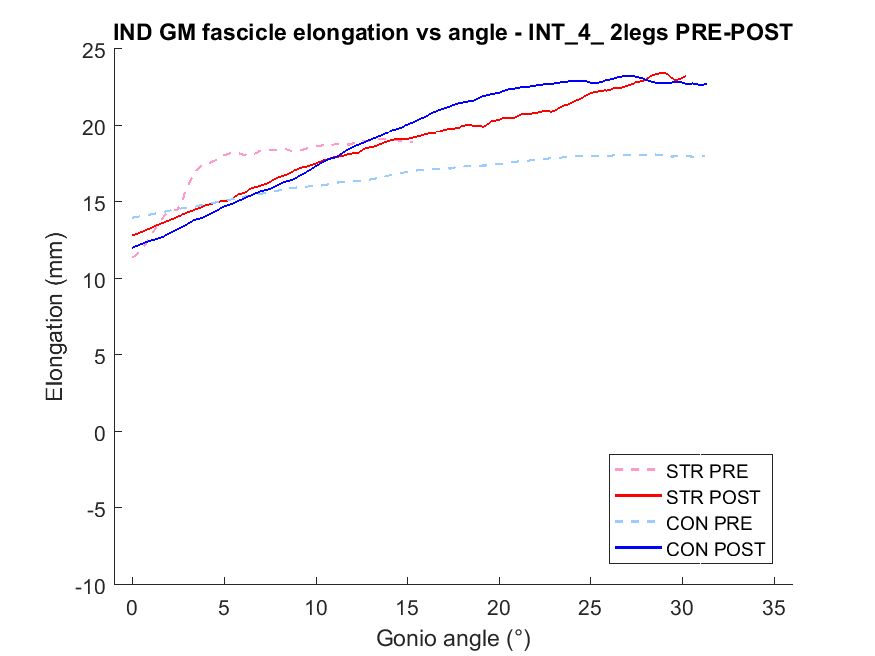 IND GM fascicle elongation vs angle - INT_4_ 2legs PRE-POST
25
20
15
10
5
0
-5
-10
Elongation (mm)
0 5 10 15 20 25 30 35
Gonio angle (°)
STR PRE
STR POST
CON PRE
CON POST